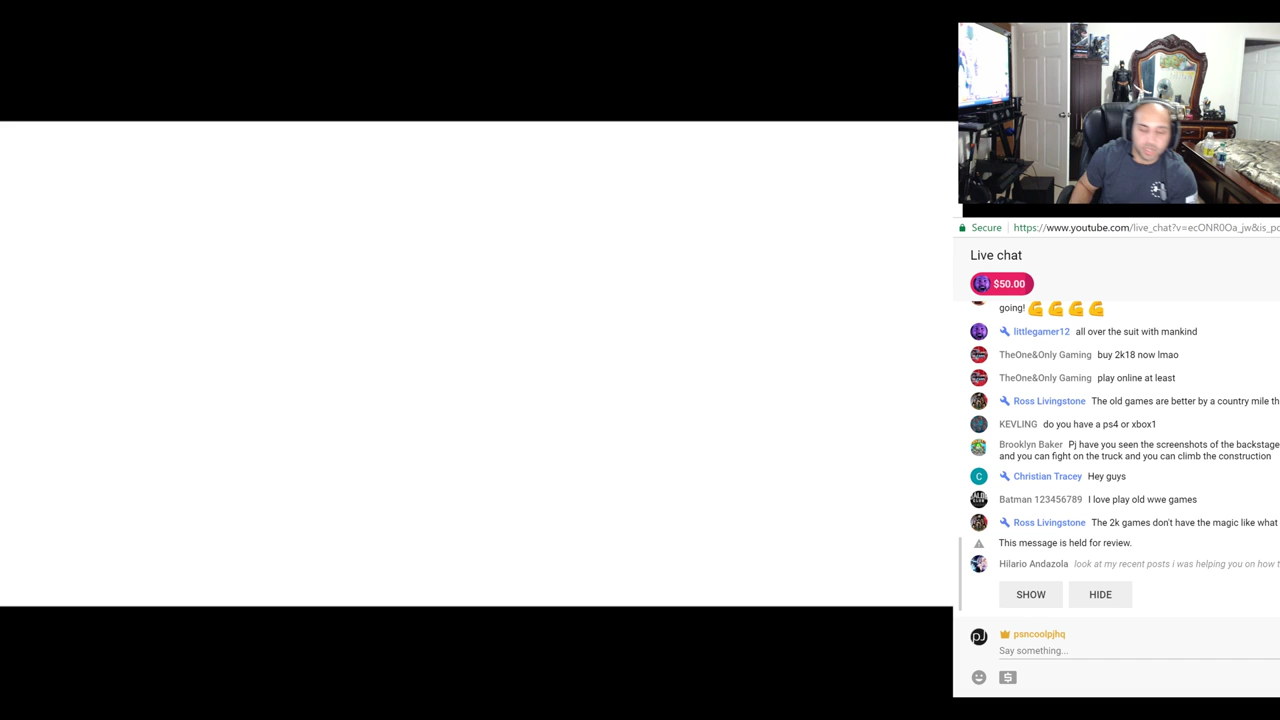 Secure https://www.youtube.com/live_chat?v=ecONR0Oa_jw&is_po
Live chat
$50.00
going! 💪 💪 💪 💪
littlegamer12 all over the suit with mankind
TheOne&Only Gaming buy 2k18 now lmao
TheOne&Only Gaming play online at least
Ross Livingstone The old games are better by a country mile th
KEVLING do you have a ps4 or xbox1
Brooklyn Baker Pj have you seen the screenshots of the backstage
and you can fight on the truck and you can climb the construction
C Christian Tracey Hey guys
Batman 123456789 I love play old wwe games
Ross Livingstone The 2k games don't have the magic like what
This message is held for review.
Hilario Andazola look at my recent posts i was helping you on how t
SHOW HIDE
pJ psncoolpjhq
Say something...
$